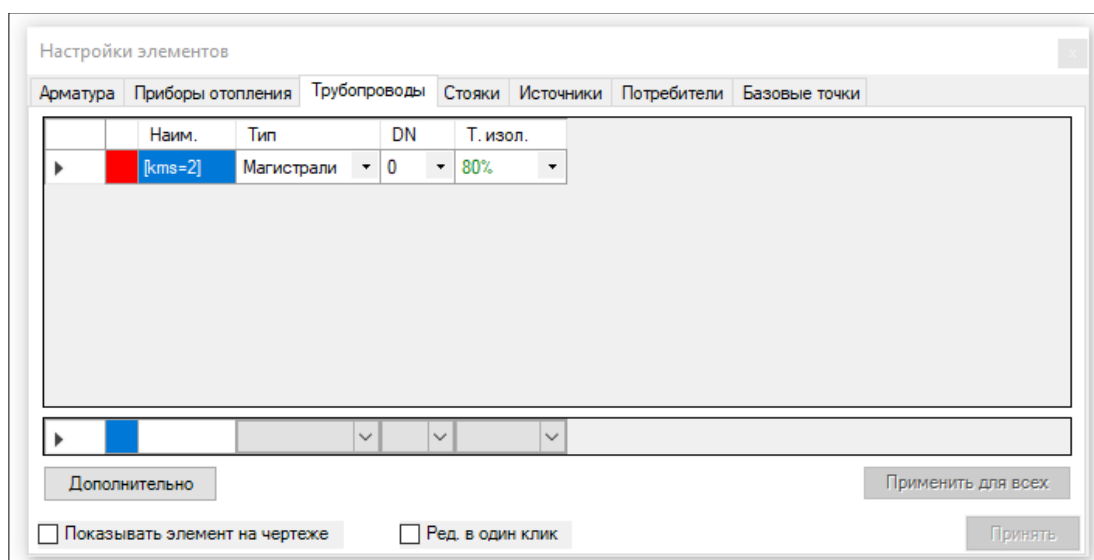 Настройки элементов
x
Арматура Приборы отопления Трубопроводы Стояки Источники Потребители Базовые точки
Наим. Тип DN Т. изол.
[kms=2] Магистрали 0 80%
Дополнительно Применить для всех
Показывать элемент на чертеже Ред. в один клик Принять